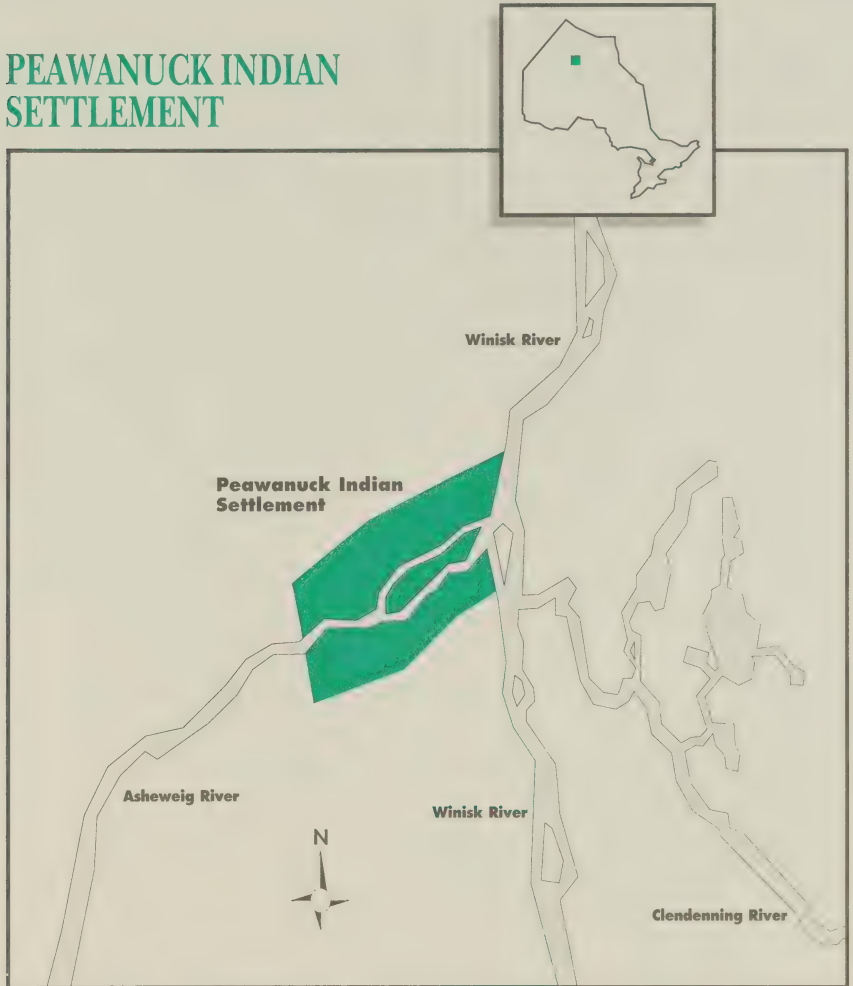 PEAWANUCK INDIAN
SETTLEMENT
Winisk River
Peawanuck Indian
Settlement
Asheweig River
Winisk River
N
Clendenning River